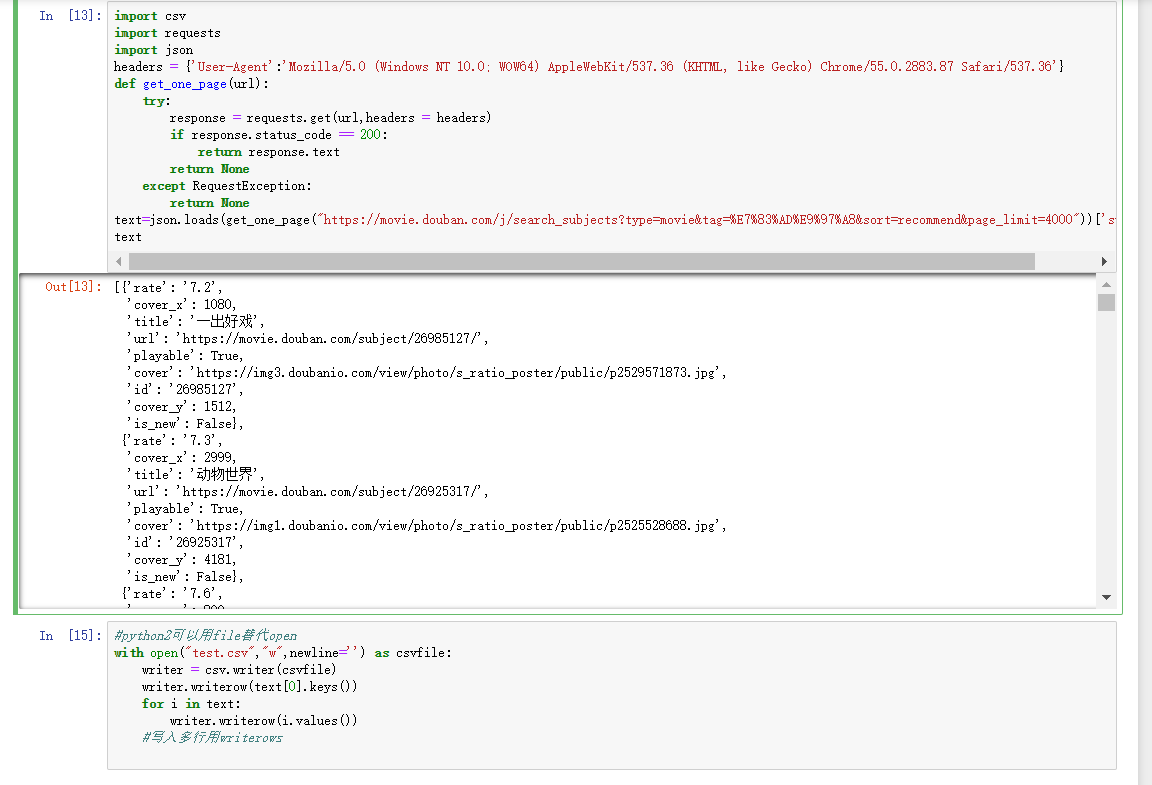 In [13]:
import csv
import requests
import json
headers = {'User-Agent':'Mozilla/5.0 (Windows NT 10.0; WOW64) AppleWebKit/537.36 (KHTML, like Gecko) Chrome/55.0.2883.87 Safari/537.36'}
def get_one_page(url):
    try:
        response = requests.get(url,headers = headers)
        if response.status_code == 200:
            return response.text
        return None
    except RequestException:
        return None
text=json.loads(get_one_page("https://movie.douban.com/j/search_subjects?type=movie&tag=%E7%83%AD%E9%97%A8&sort=recommend&page_limit=4000"))['s
text
Out[13]:
[{'rate': '7.2',
  'cover_x': 1080,
  'title': '一出好戏',
  'url': 'https://movie.douban.com/subject/26985127/',
  'playable': True,
  'cover': 'https://img3.doubanio.com/view/photo/s_ratio_poster/public/p2529571873.jpg',
  'id': '26985127',
  'cover_y': 1512,
  'is_new': False},
 {'rate': '7.3',
  'cover_x': 2999,
  'title': '动物世界',
  'url': 'https://movie.douban.com/subject/26925317/',
  'playable': True,
  'cover': 'https://img1.doubanio.com/view/photo/s_ratio_poster/public/p2525528688.jpg',
  'id': '26925317',
  'cover_y': 4181,
  'is_new': False},
 {'rate': '7.6',
In [15]:
#python2可以用file替代open
with open("test.csv","w",newline='') as csvfile:
    writer = csv.writer(csvfile)
    writer.writerow(text[0].keys())
    for i in text:
        writer.writerow(i.values())
    #写入多行用writerows